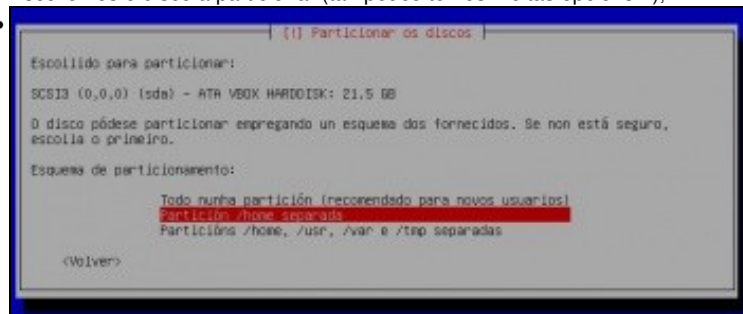 [!] Particionar os discos
Escollido para particionar:
SCSI3 (0,0,0) (sda) - ATA VBOX HARDDISK: 21.5 GB
O disco pódese particionar empregando un esquema dos fornecidos. Se non está seguro,
escolla o primeiro.
Esquema de particionamento:
Todo nunha partición (recomendado para novos usuarios)
Partición /home separada
Particións /home, /usr, /var e /tmp separadas
<Volver>